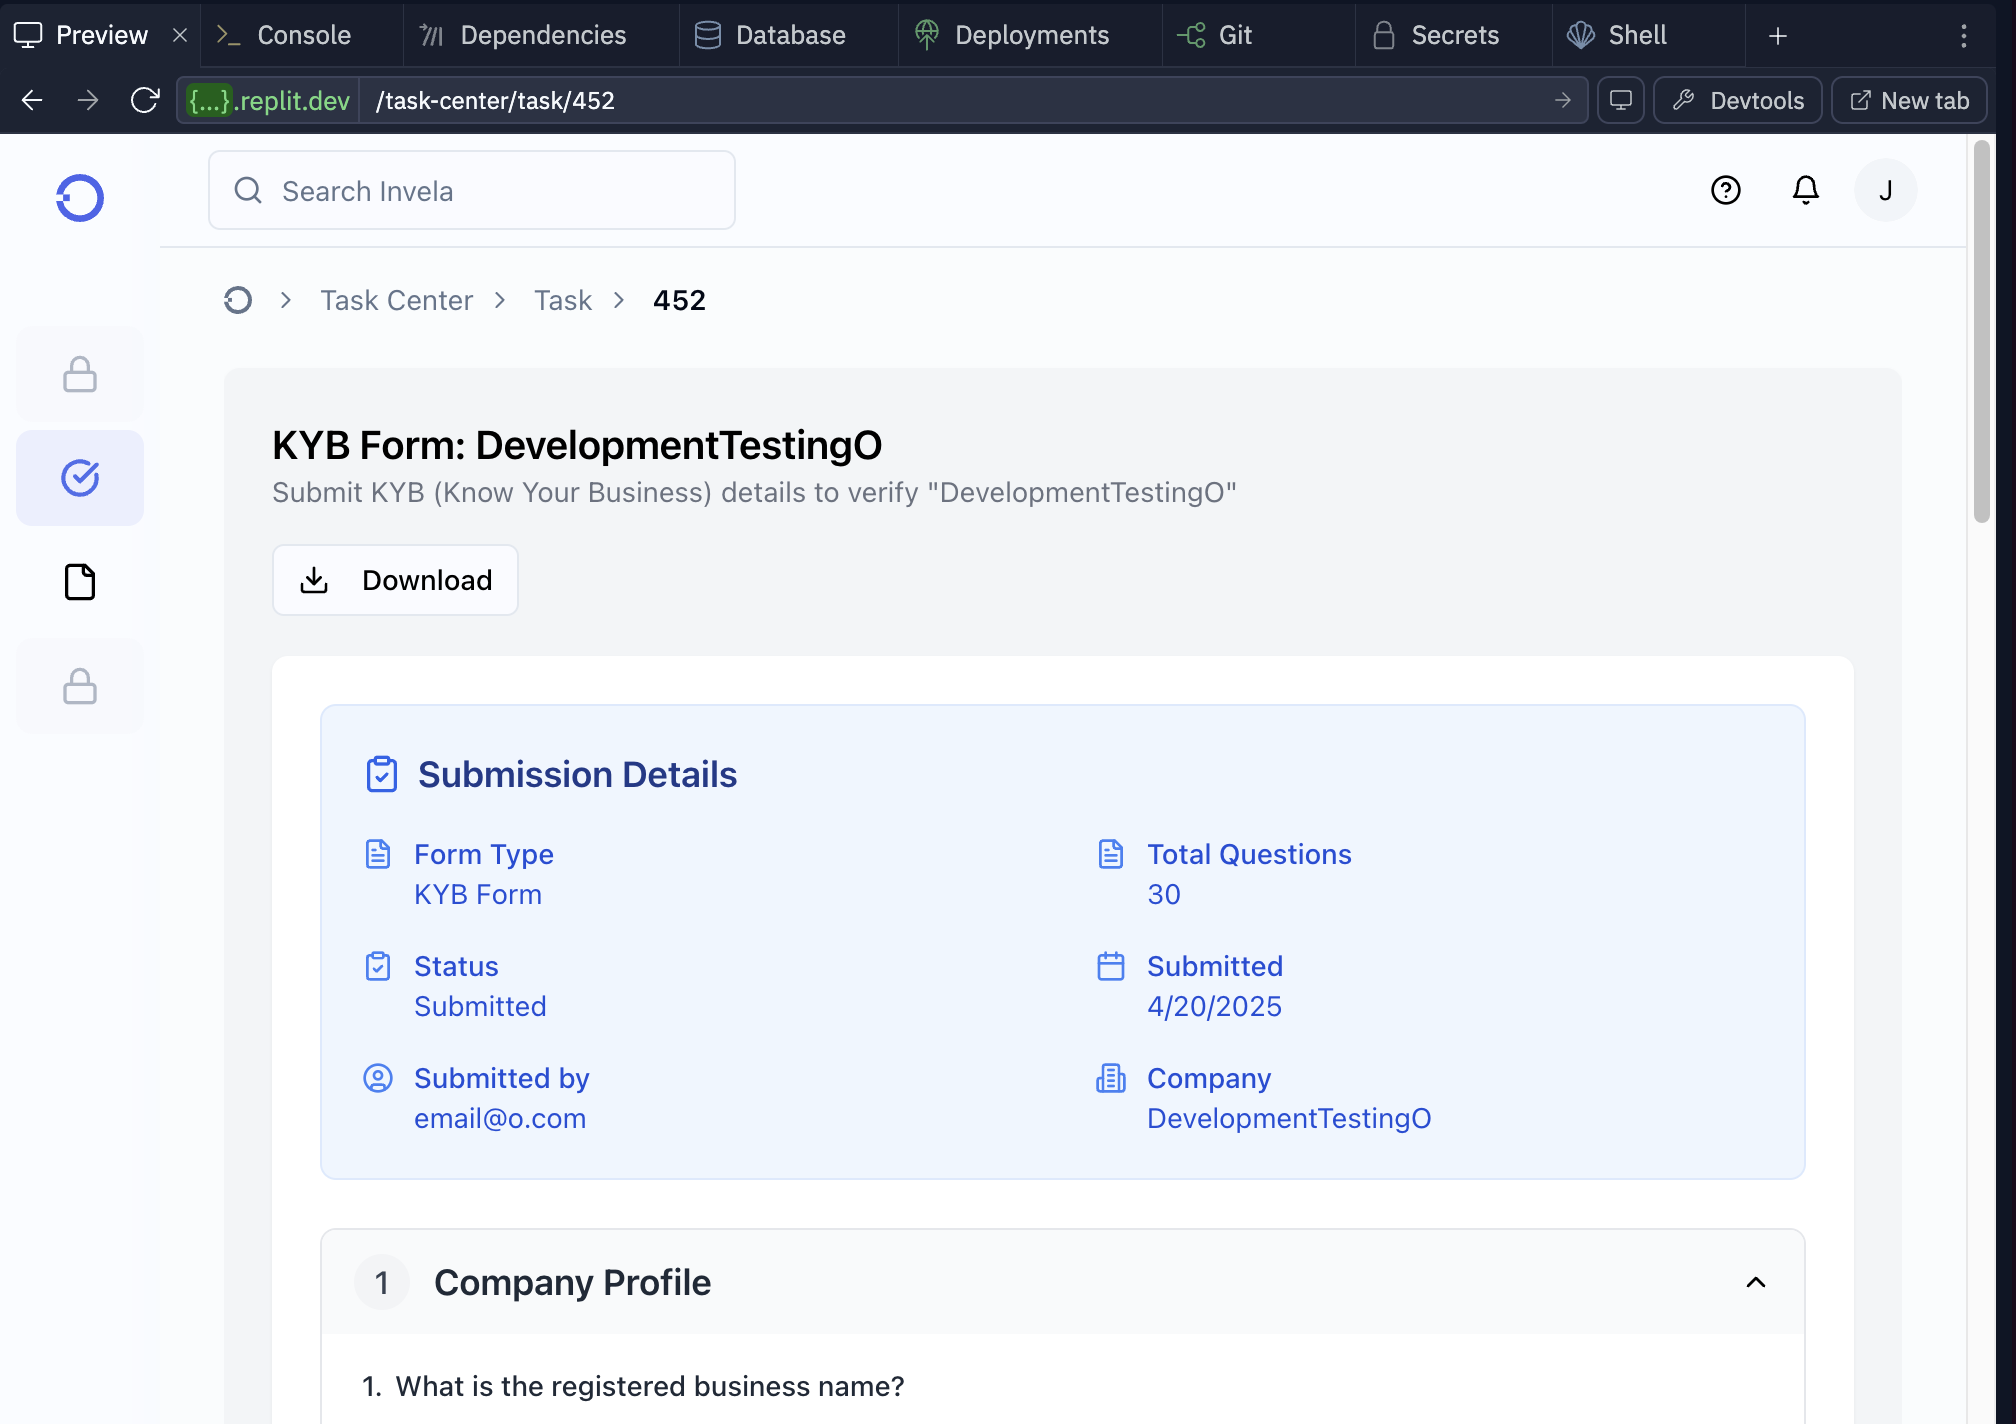 Preview
Console
Dependencies
Database
Deployments
Git
Secrets
Shell
{...}.replit.dev /task-center/task/452
Devtools
New tab
Search Invela
J
Task Center
Task
452
KYB Form: DevelopmentTestingO
Submit KYB (Know Your Business) details to verify "DevelopmentTestingO"
Download
Submission Details
Form Type
KYB Form
Total Questions
30
Status
Submitted
Submitted
4/20/2025
Submitted by
email@o.com
Company
DevelopmentTestingO
1 Company Profile
1. What is the registered business name?